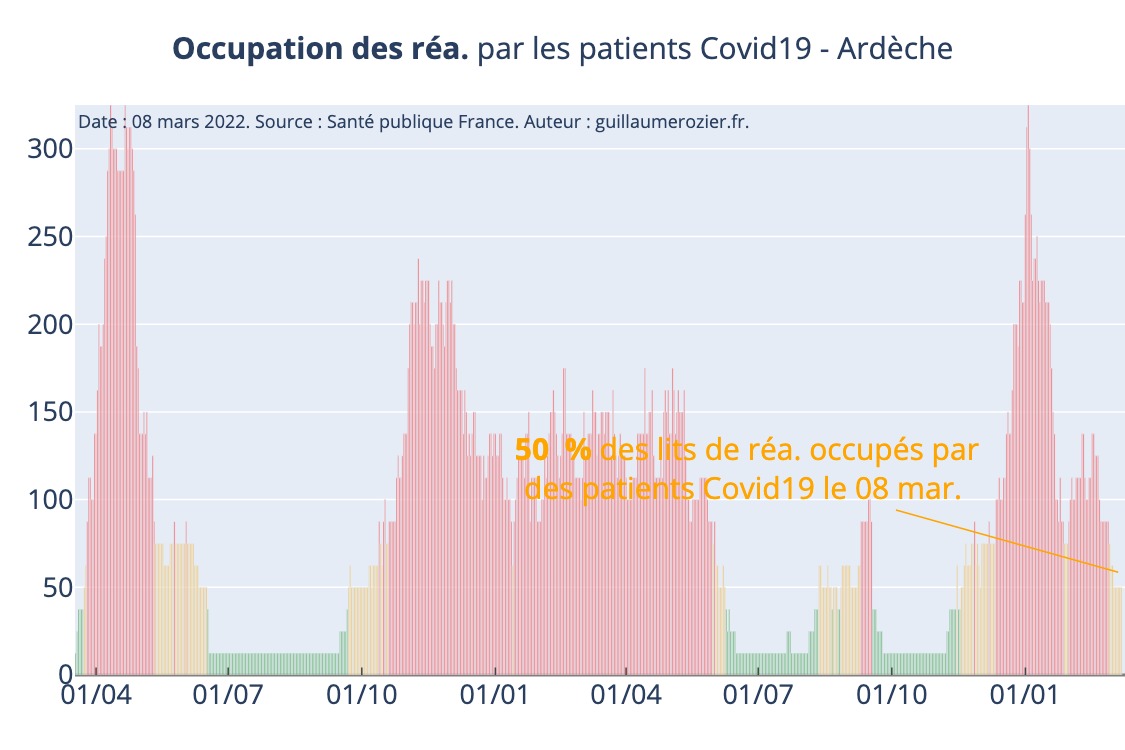 Occupation des réa. par les patients Covid19 - Ardèche
Date : 08 mars 2022. Source : Santé publique France. Auteur : guillaumerozier.fr.
300
250
200
150
50 % des lits de réa. occupés par
des patients Covid19 le 08 mar.
100
50
0
01/04 01/07 01/10 01/01 01/04 01/07 01/10 01/01